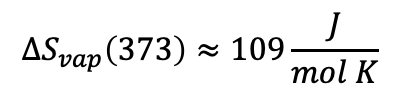 ΔS_vap(373) ≈ 109 J/(mol K)